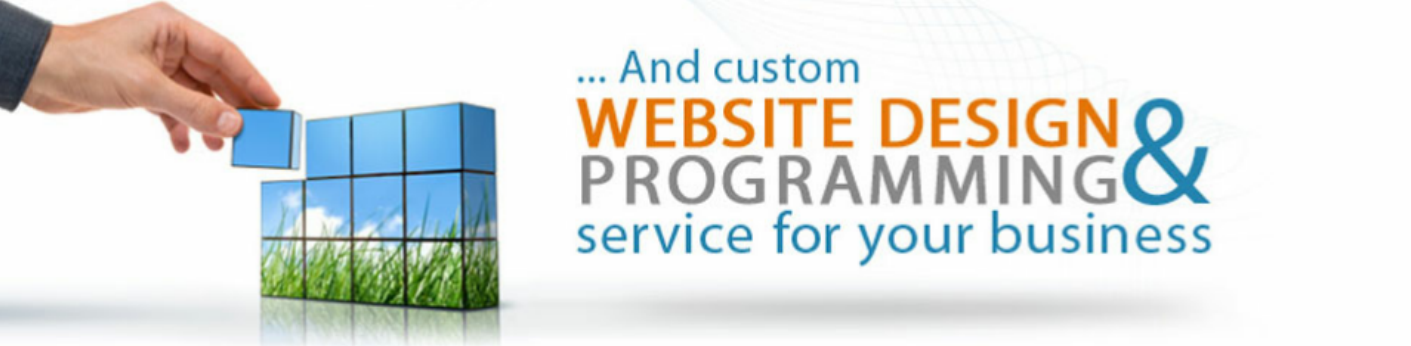 ... And custom
WEBSITE DESIGN &
PROGRAMMING
service for your business